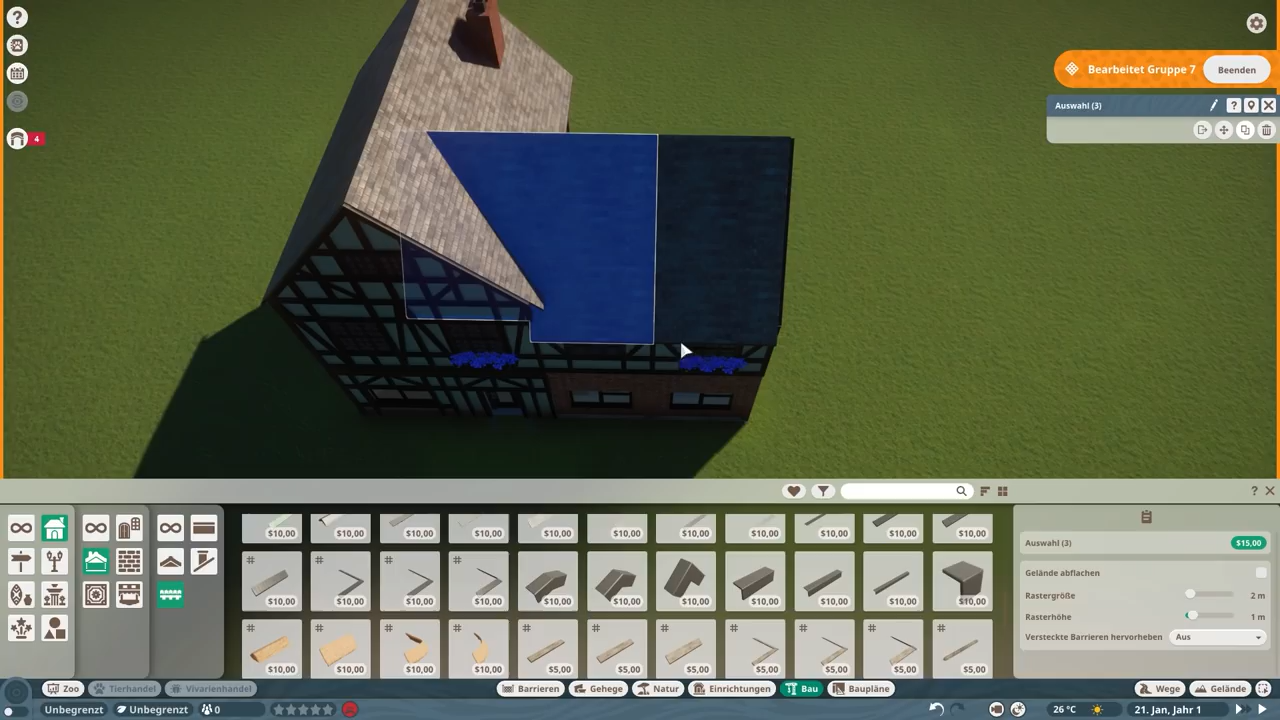 ?
Bearbeitet Gruppe 7
Beenden
4
Auswahl (3)
?
?
$10,00 $10,00 $10,00 $10,00 $10,00 $10,00 $10,00 $10,00 $10,00 $10,00 $10,00
$10,00 $10,00 $10,00 $10,00 $10,00 $10,00 $10,00 $10,00 $10,00 $10,00 $10,00
$10,00 $10,00 $10,00 $10,00 $5,00 $5,00 $5,00 $5,00 $5,00 $5,00 $5,00
Auswahl (3) $15,00
Gelände abflachen
Rastergröße 2 m
Rasterhöhe 1 m
Versteckte Barrieren hervorheben Aus
Zoo Tierhandel Vivarienhandel Barrieren Gehege Natur Einrichtungen Bau Baupläne Wege Gelände
Unbegrenzt Unbegrenzt 0 26 °C 21. Jan, Jahr 1